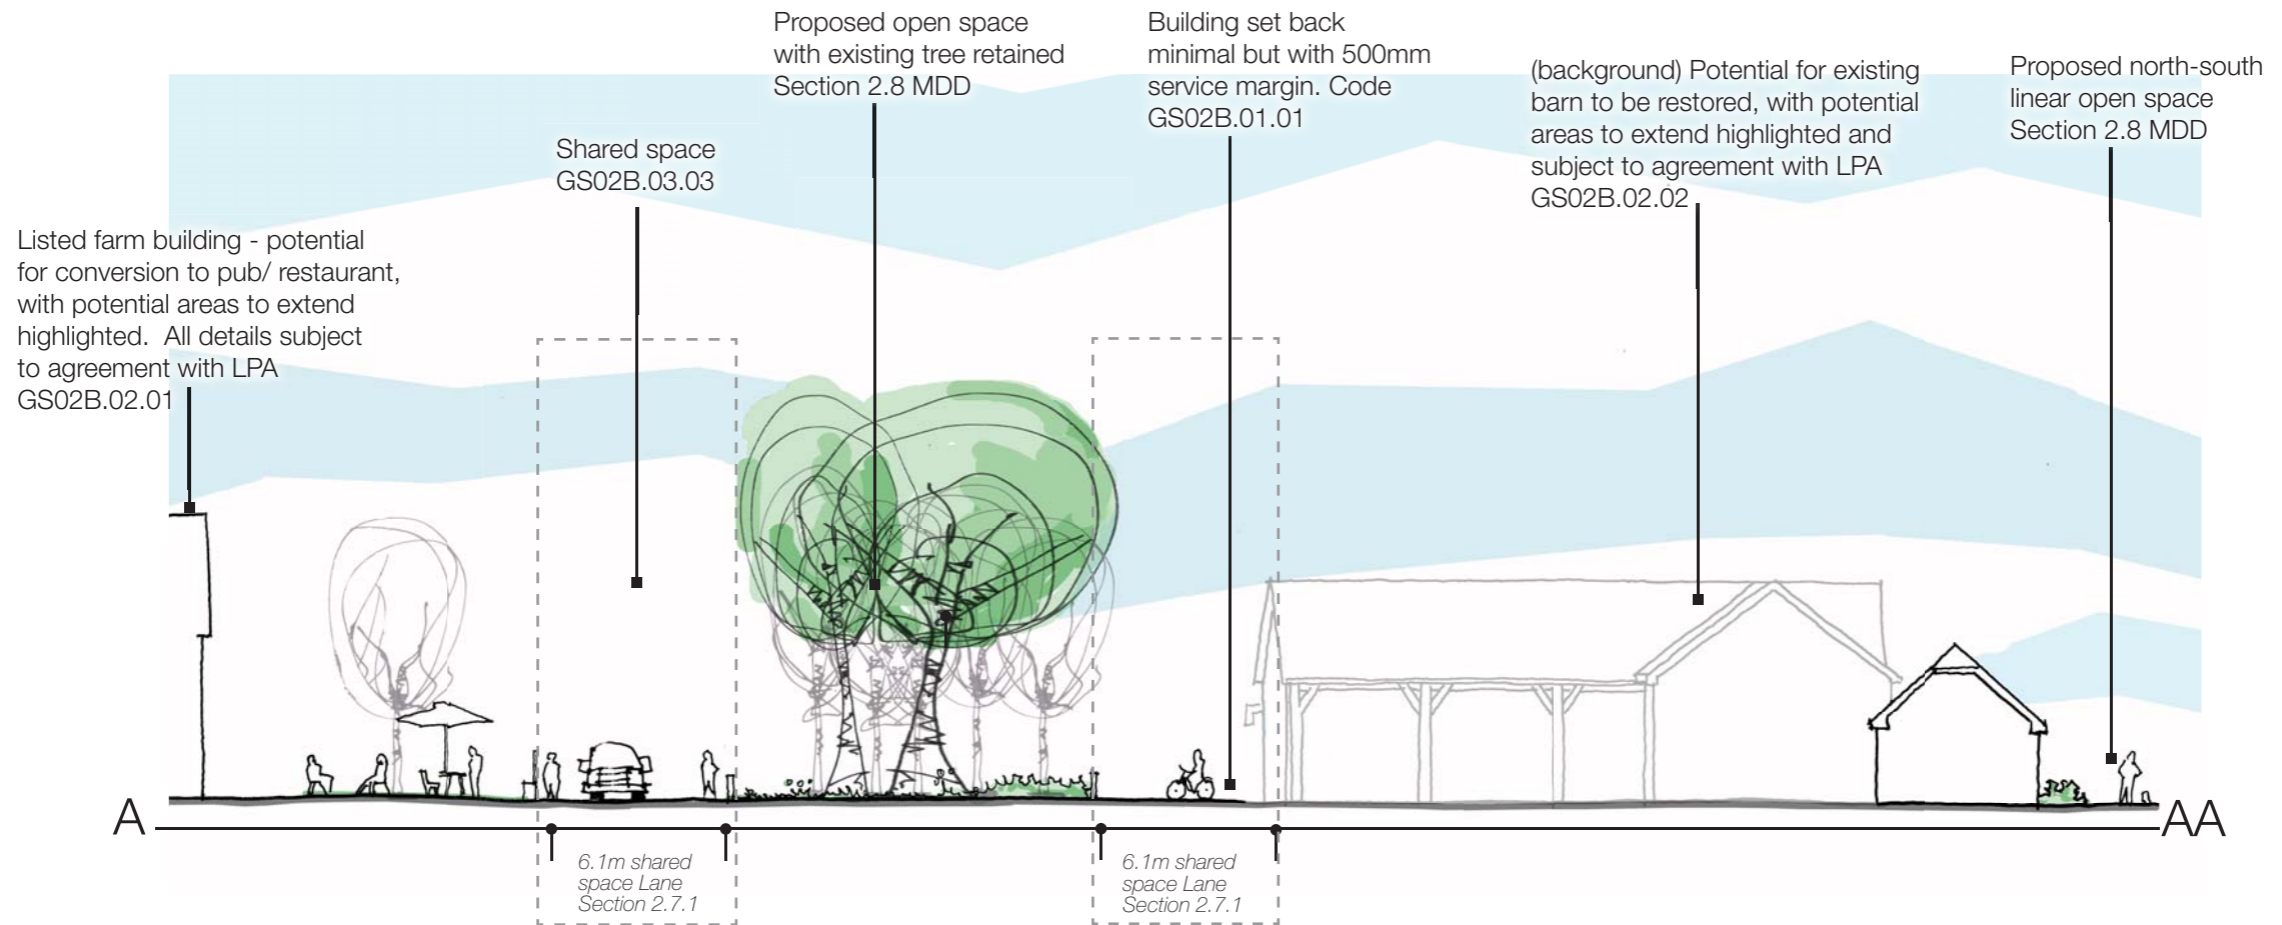 Proposed open space
with existing tree retained
Section 2.8 MDD
Building set back
minimal but with 500mm
service margin. Code
GS02B.01.01
(background) Potential for existing
barn to be restored, with potential
areas to extend highlighted and
subject to agreement with LPA
GS02B.02.02
Proposed north-south
linear open space
Section 2.8 MDD
Shared space
GS02B.03.03
Listed farm building - potential
for conversion to pub/ restaurant,
with potential areas to extend
highlighted.  All details subject
to agreement with LPA
GS02B.02.01
A
AA
6.1m shared
space Lane
Section 2.7.1
6.1m shared
space Lane
Section 2.7.1